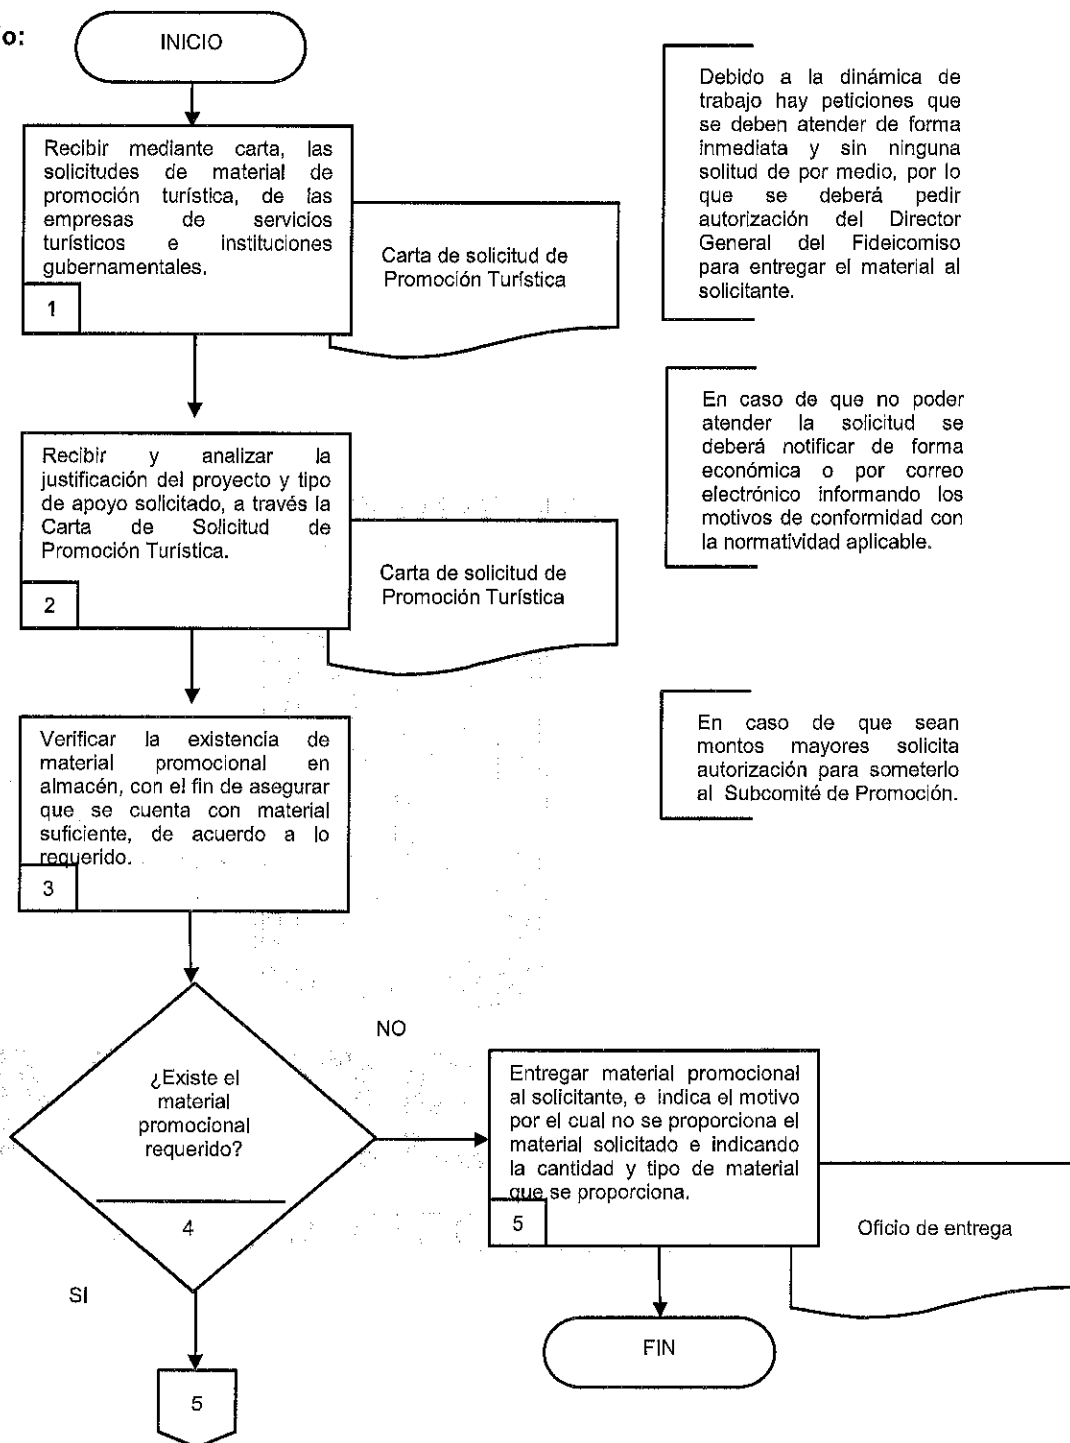 o:
INICIO
Recibir mediante carta, las
solicitudes de material de
promoción turística, de las
empresas de servicios
turísticos e instituciones
gubernamentales.
1
Carta de solicitud de
Promoción Turística
Debido a la dinámica de
trabajo hay peticiones que
se deben atender de forma
inmediata y sin ninguna
solitud de por medio, por lo
que se deberá pedir
autorización del Director
General del Fideicomiso
para entregar el material al
solicitante.
Recibir y analizar la
justificación del proyecto y tipo
de apoyo solicitado, a través la
Carta de Solicitud de
Promoción Turística.
2
Carta de solicitud de
Promoción Turística
En caso de que no poder
atender la solicitud se
deberá notificar de forma
económica o por correo
electrónico informando los
motivos de conformidad con
la normatividad aplicable.
Verificar la existencia de
material promocional en
almacén, con el fin de asegurar
que se cuenta con material
suficiente, de acuerdo a lo
requerido.
3
En caso de que sean
montos mayores solicita
autorización para someterlo
al Subcomité de Promoción.
¿Existe el
material
promocional
requerido?
4
NO
Entregar material promocional
al solicitante, e indica el motivo
por el cual no se proporciona el
material solicitado e indicando
la cantidad y tipo de material
que se proporciona.
5
Oficio de entrega
FIN
SI
5